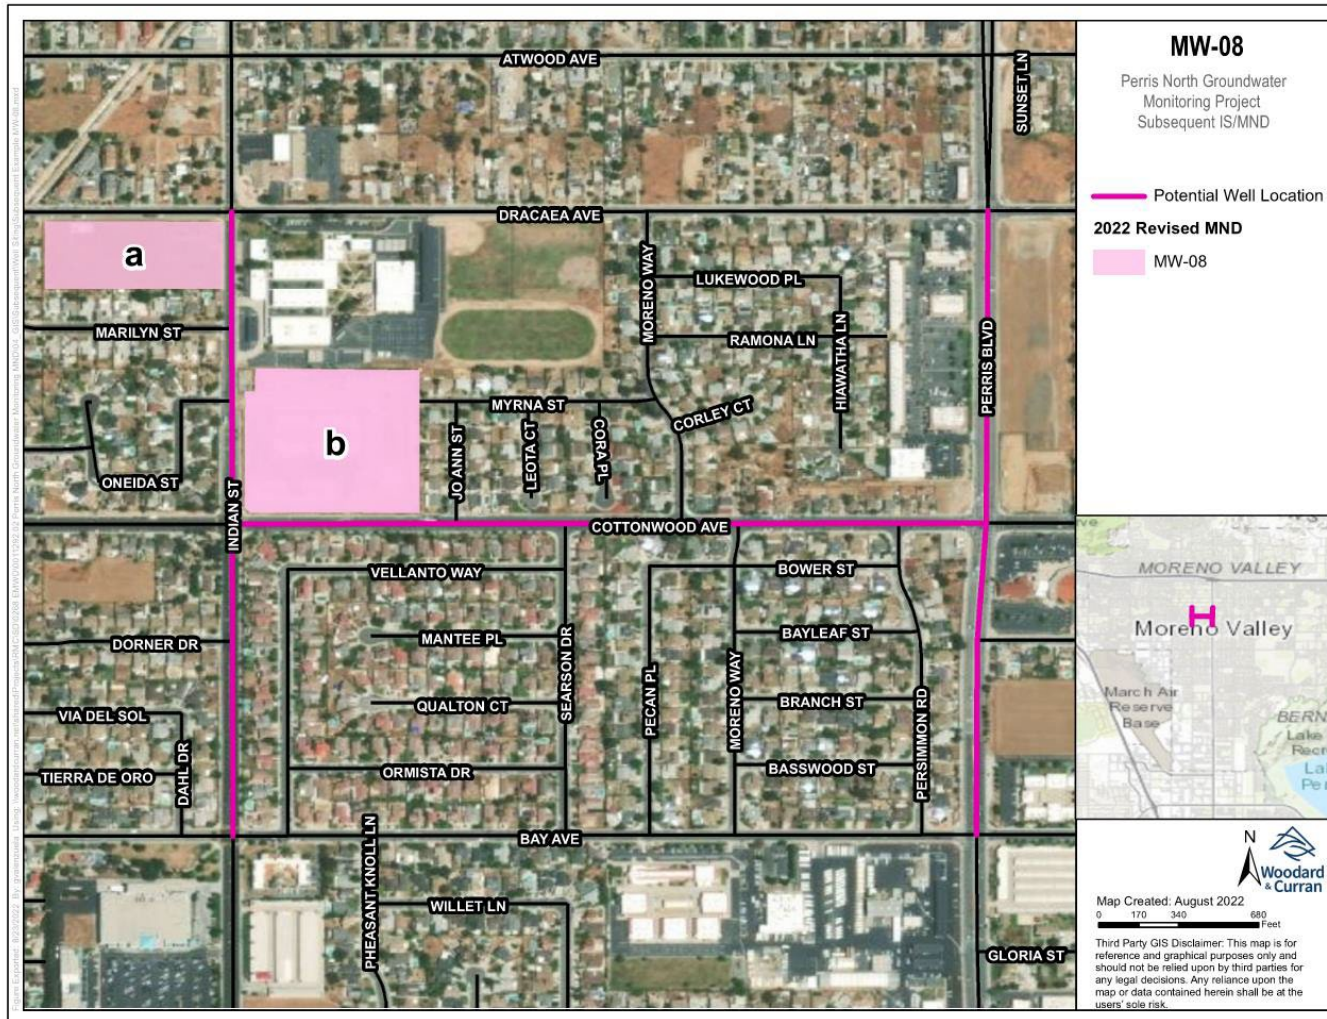 ATWOOD AVE
SUNSET LN
DRACAEA AVE
a
MORENO WAY
LUKEWOOD PL
MARILYN ST
RAMONA LN
HIAWATHA LN
PERRIS BLVD
MYRNA ST
CORLEY CT
b
JO ANN ST
LEOTA CT
CORA PL
ONEIDA ST
INDIAN ST
COTTONWOOD AVE
VELLANTO WAY
BOWER ST
MANTEE PL
BAYLEAF ST
DORNER DR
SEARSON DR
PECAN PL
MORENO WAY
QUALTON CT
BRANCH ST
PERSIMMON RD
VIA DEL SOL
TIERRA DE ORO
DAHL DR
ORMISTA DR
BASSWOOD ST
BAY AVE
PHEASANT KNOLL LN
WILLET LN
GLORIA ST
MW-08
Perris North Groundwater
Monitoring Project
Subsequent IS/MND
Potential Well Location
2022 Revised MND
MW-08
MORENO VALLEY
Moreno Valley
March Air
Reserve
Base
BERN
Lake
Recr
La
Per
N
Woodard
& Curran
Map Created: August 2022
0 170 340 680
Feet
Third Party GIS Disclaimer: This map is for
reference and graphical purposes only and
should not be relied upon by third parties for
any legal decisions. Any reliance upon the
map or data contained herein shall be at the
users' sole risk.